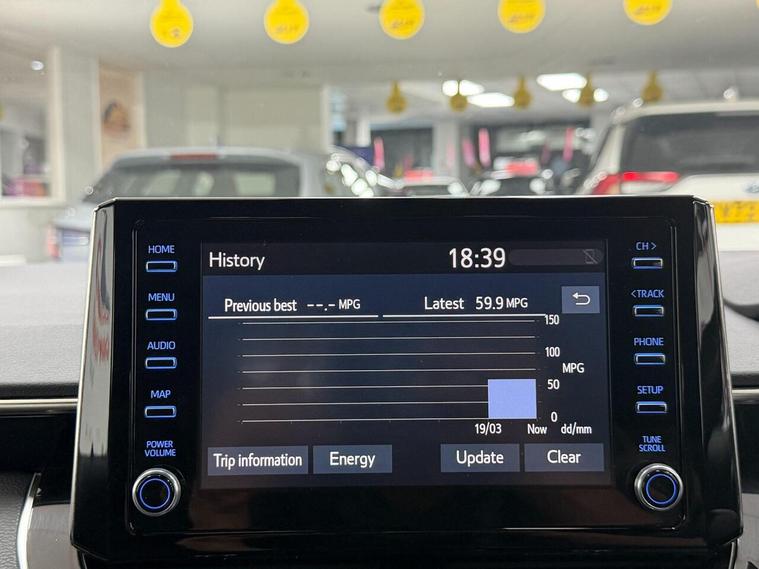 HOME
MENU
AUDIO
MAP
POWER
VOLUME
History 18:39
Previous best --.- MPG Latest 59.9 MPG
150
100
MPG
50
0
19/03 Now dd/mm
Trip information Energy Update Clear
CH >
< TRACK
PHONE
SETUP
TUNE
SCROLL